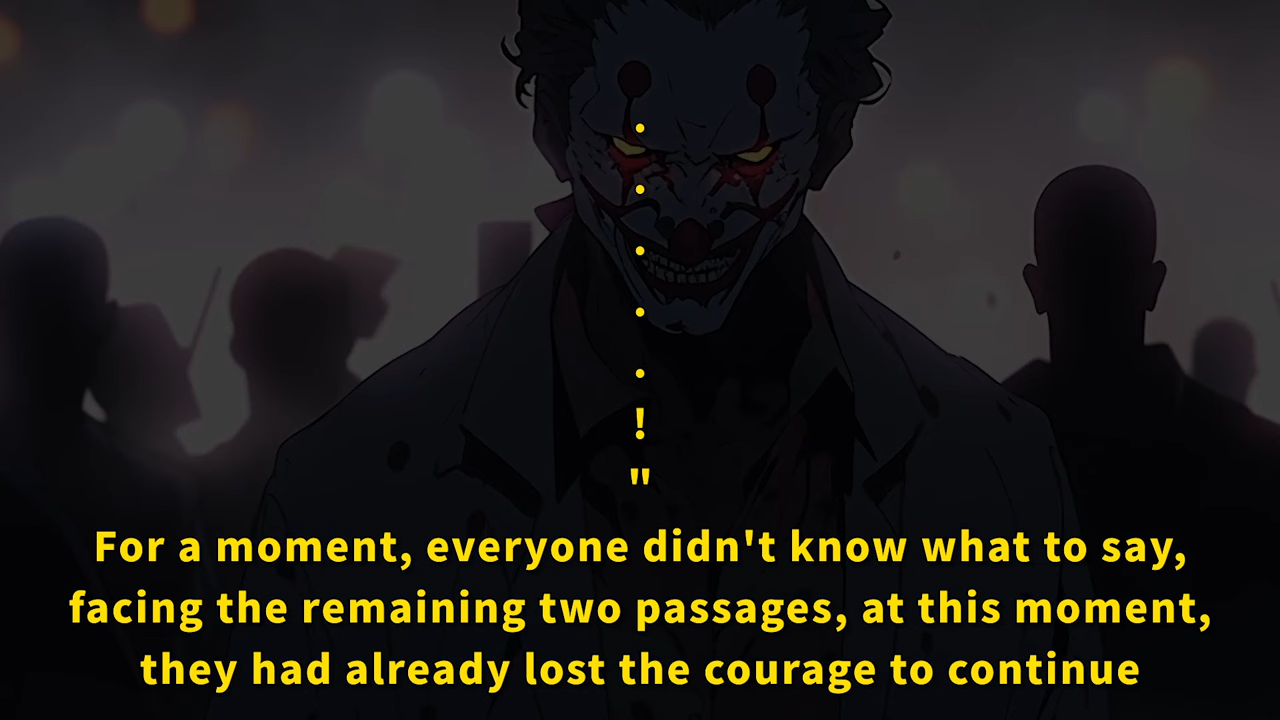 .
.
.
.
.
!
"
For a moment, everyone didn't know what to say,
facing the remaining two passages, at this moment,
they had already lost the courage to continue